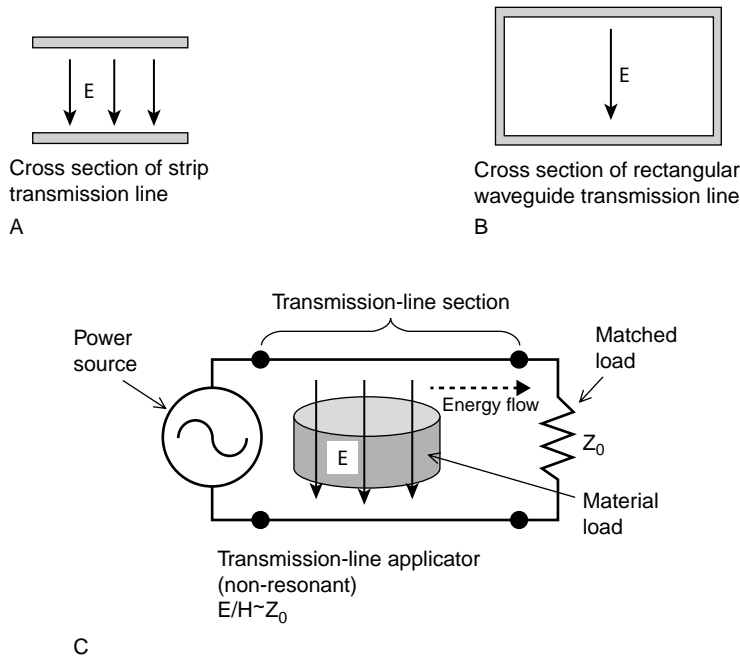 E
Cross section of strip
transmission line
A
E
Cross section of rectangular
waveguide transmission line
B
Transmission-line section
Power
source
Matched
load
Energy flow
E
Z₀
Material
load
Transmission-line applicator
(non-resonant)
E/H~Z₀
C